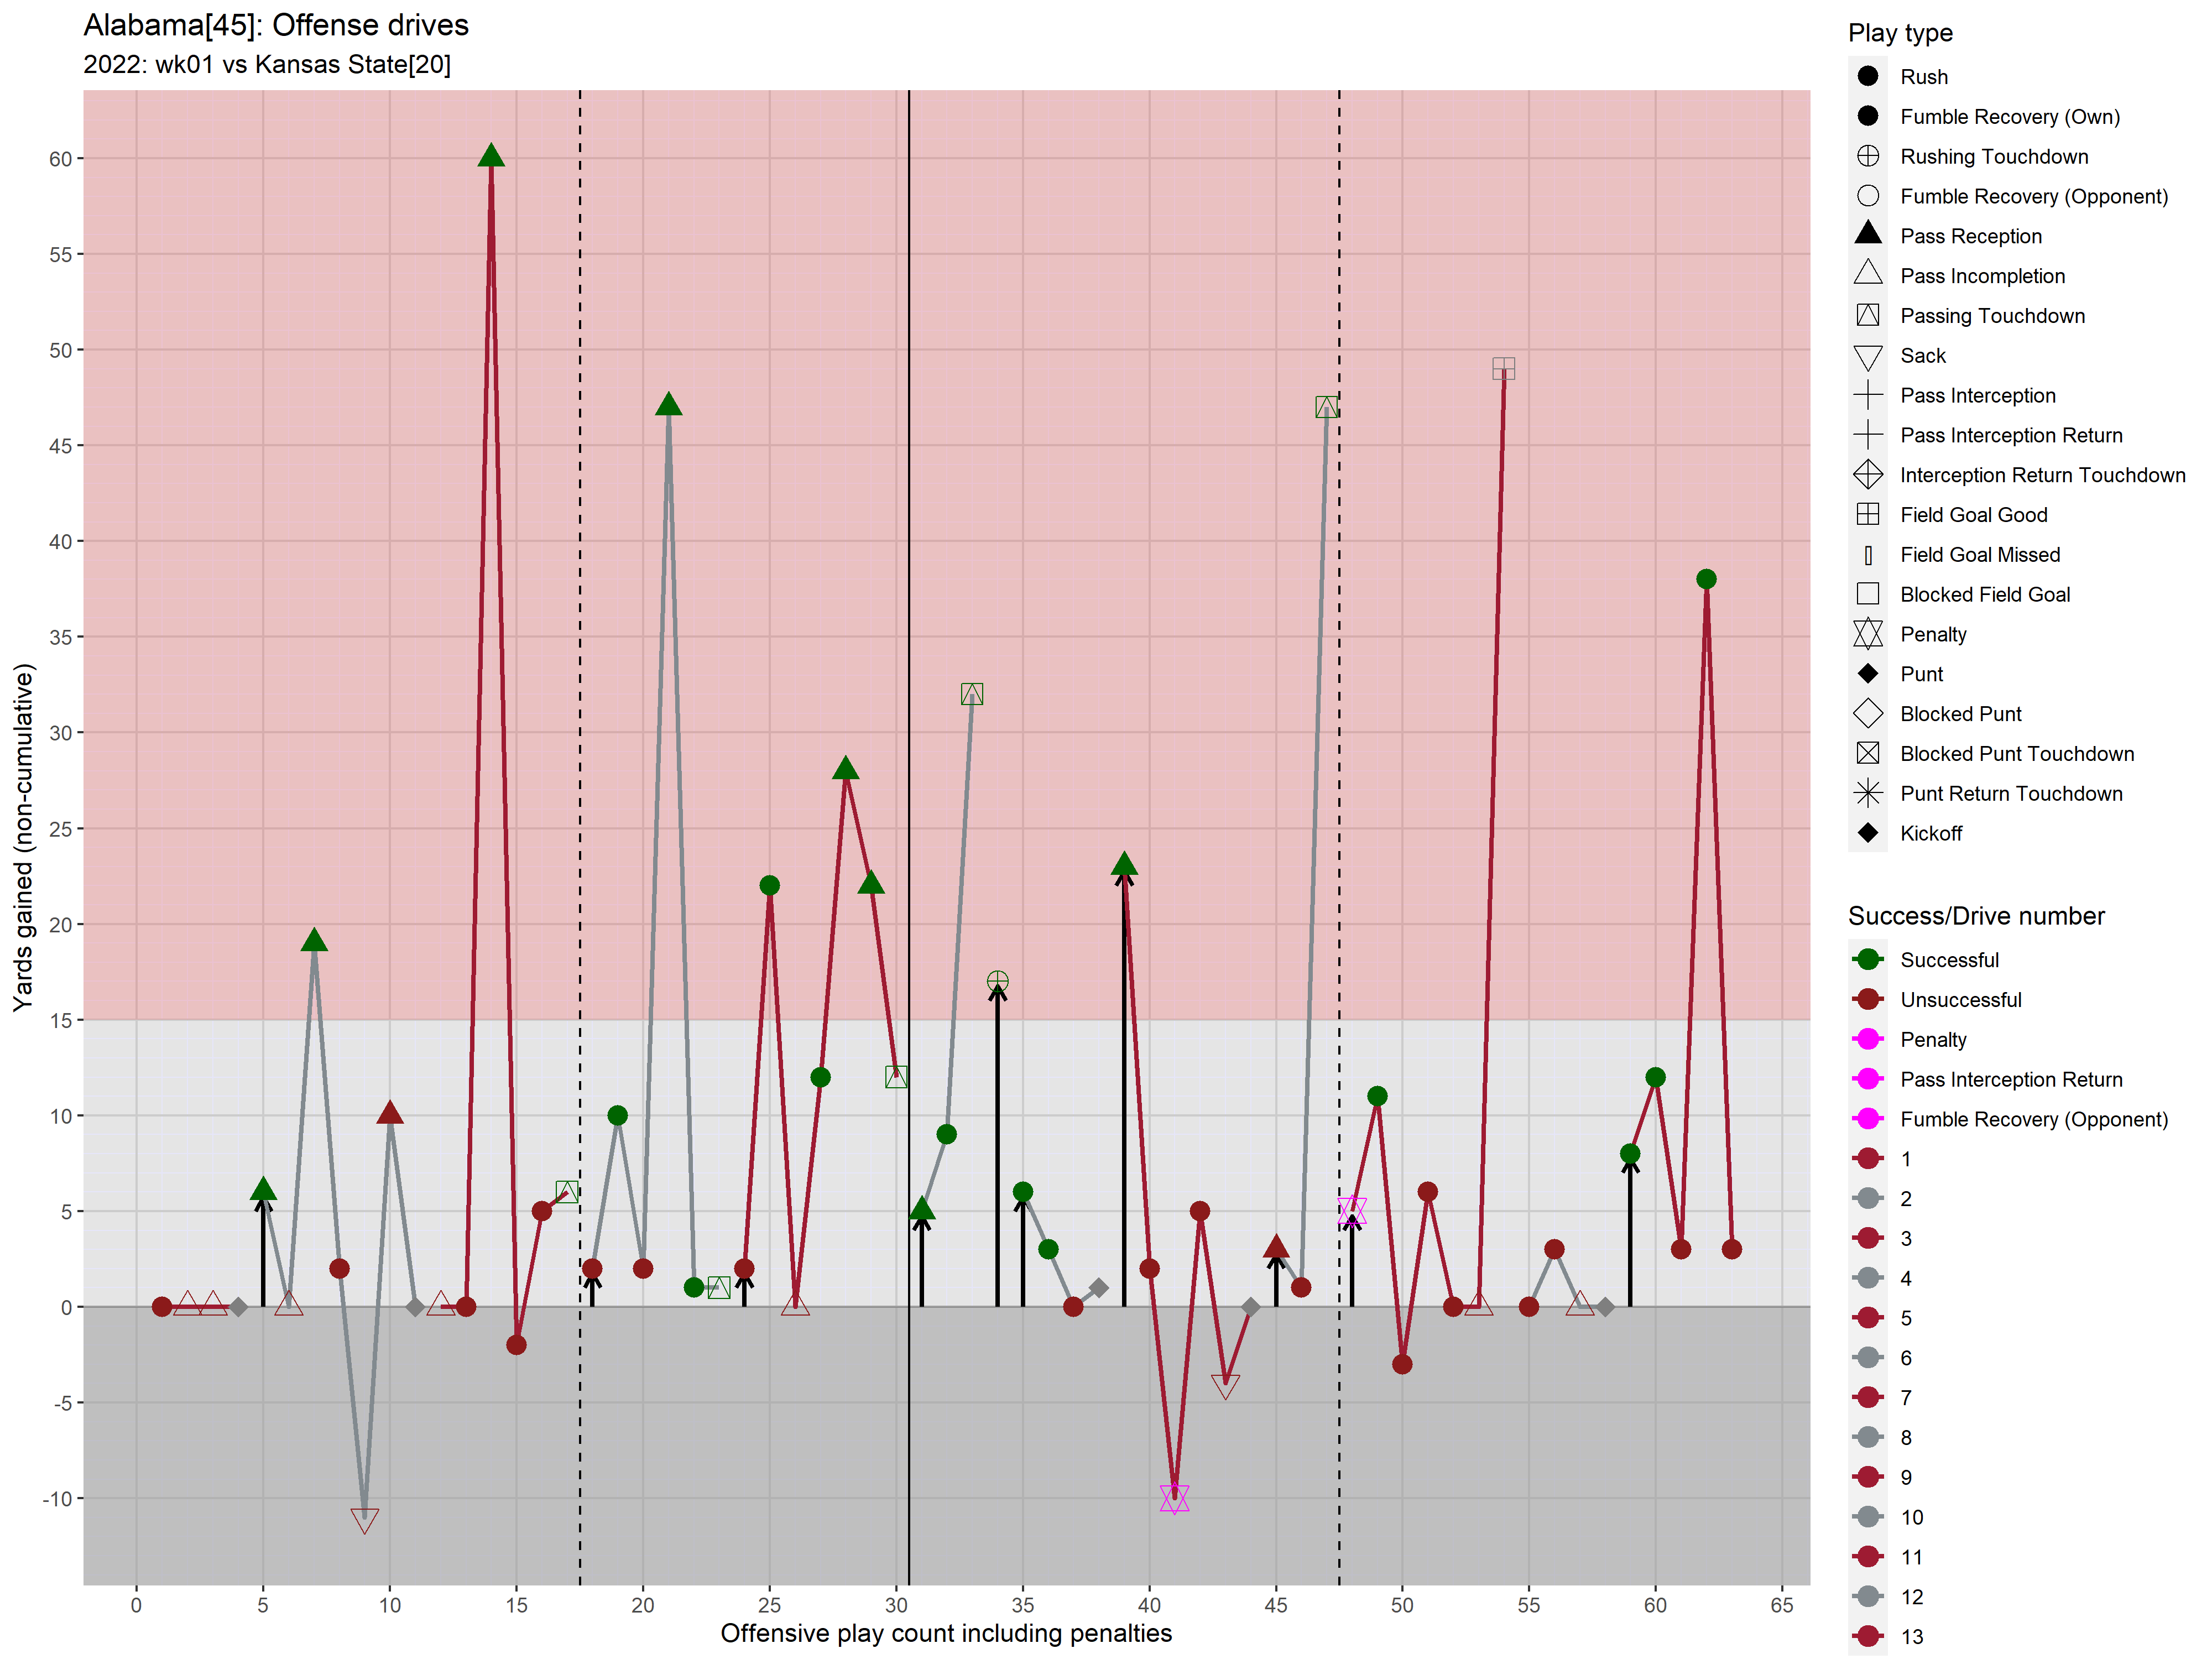 Alabama[45]: Offense drives
2022: wk01 vs Kansas State[20]
Yards gained (non-cumulative)
60
55
50
45
40
35
30
25
20
15
10
5
0
-5
-10
0 5 10 15 20 25 30 35 40 45 50 55 60 65
Offensive play count including penalties
Play type
Rush
Fumble Recovery (Own)
Rushing Touchdown
Fumble Recovery (Opponent)
Pass Reception
Pass Incompletion
Passing Touchdown
Sack
Pass Interception
Pass Interception Return
Interception Return Touchdown
Field Goal Good
Field Goal Missed
Blocked Field Goal
Penalty
Punt
Blocked Punt
Blocked Punt Touchdown
Punt Return Touchdown
Kickoff
Success/Drive number
Successful
Unsuccessful
Penalty
Pass Interception Return
Fumble Recovery (Opponent)
1
2
3
4
5
6
7
8
9
10
11
12
13